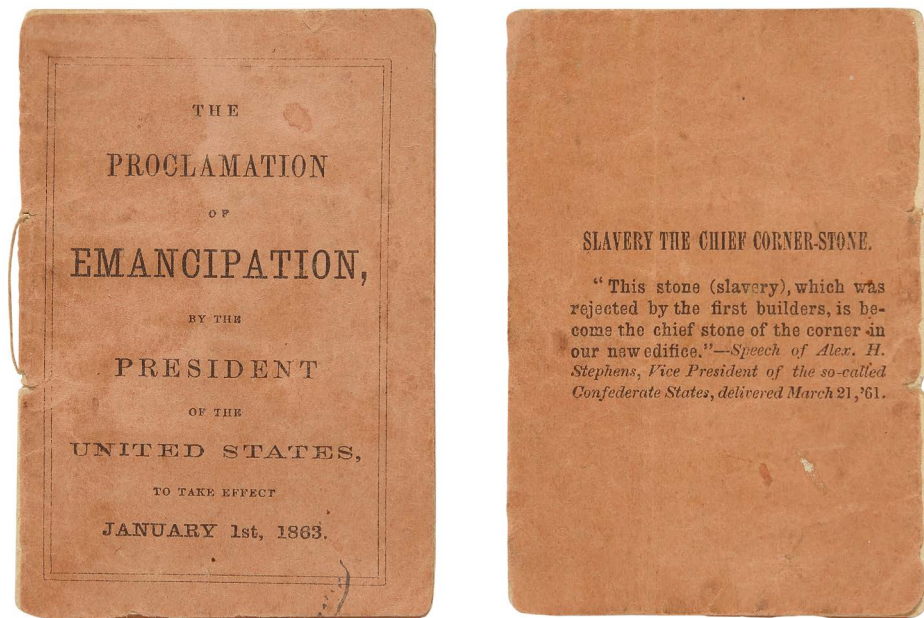 THE
PROCLAMATION
OF
EMANCIPATION,
BY THE
PRESIDENT
OF THE
UNITED STATES,
TO TAKE EFFECT
JANUARY 1st, 1863.
SLAVERY THE CHIEF CORNER-STONE.
"This stone (slavery), which was
rejected by the first builders, is be-
come the chief stone of the corner in
our new edifice."—Speech of Alex. H.
Stephens, Vice President of the so-called
Confederate States, delivered March 21, '61.